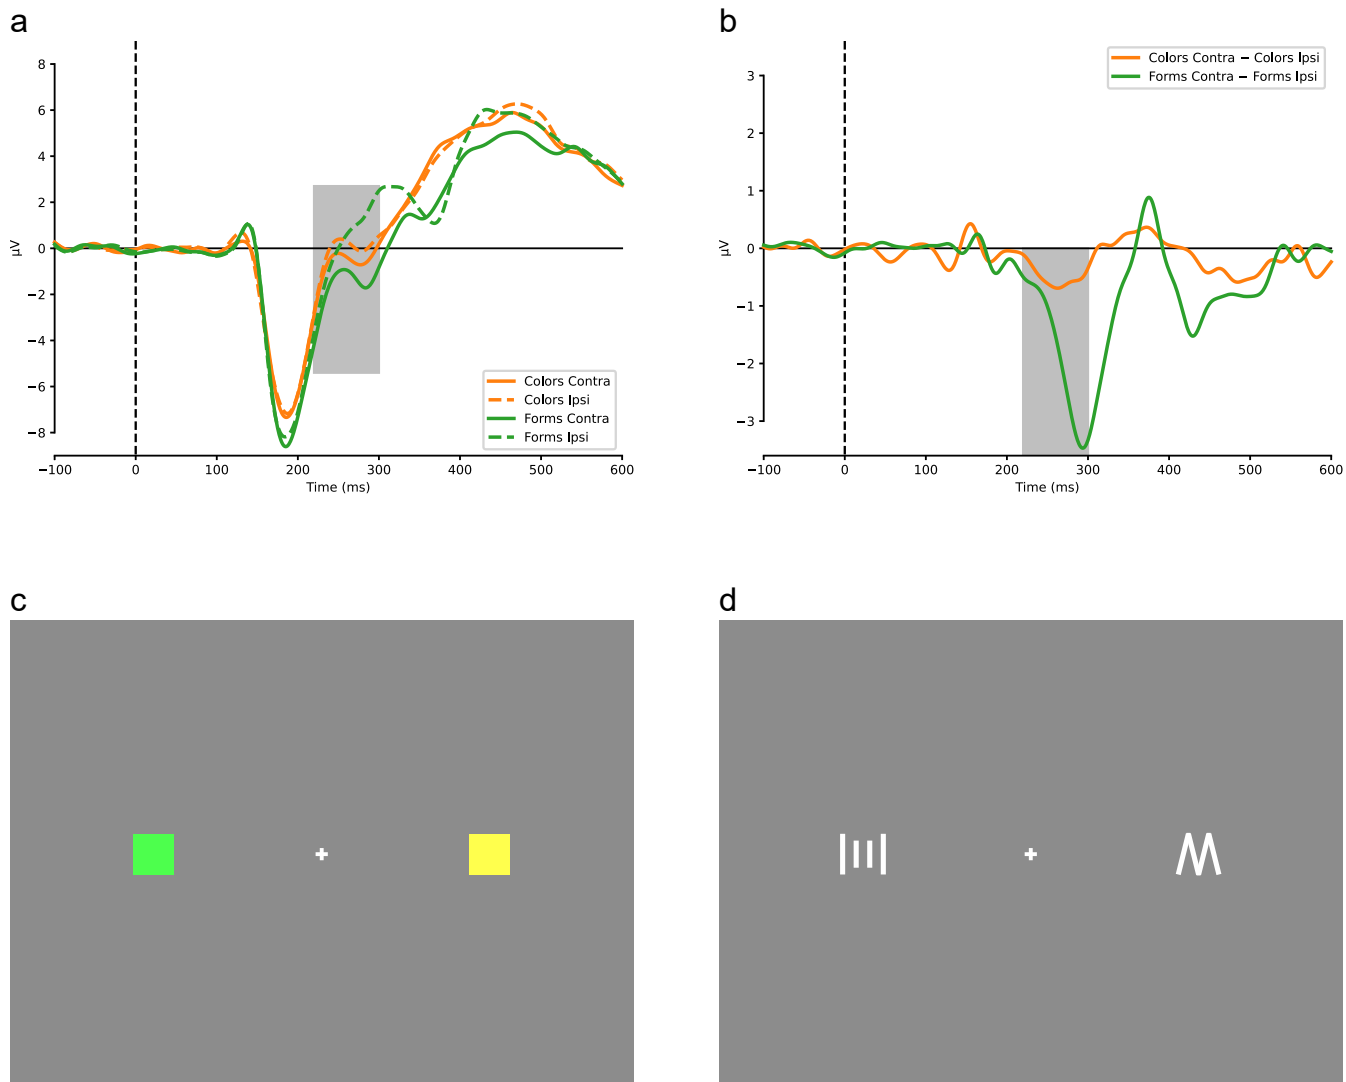 a
8
6
4
2
0
−2
−4
−6
−8
µV
−100 0 100 200 300 400 500 600
Time (ms)
Colors Contra
Colors Ipsi
Forms Contra
Forms Ipsi
b
3
2
1
0
−1
−2
−3
µV
−100 0 100 200 300 400 500 600
Time (ms)
Colors Contra − Colors Ipsi
Forms Contra − Forms Ipsi
c
d